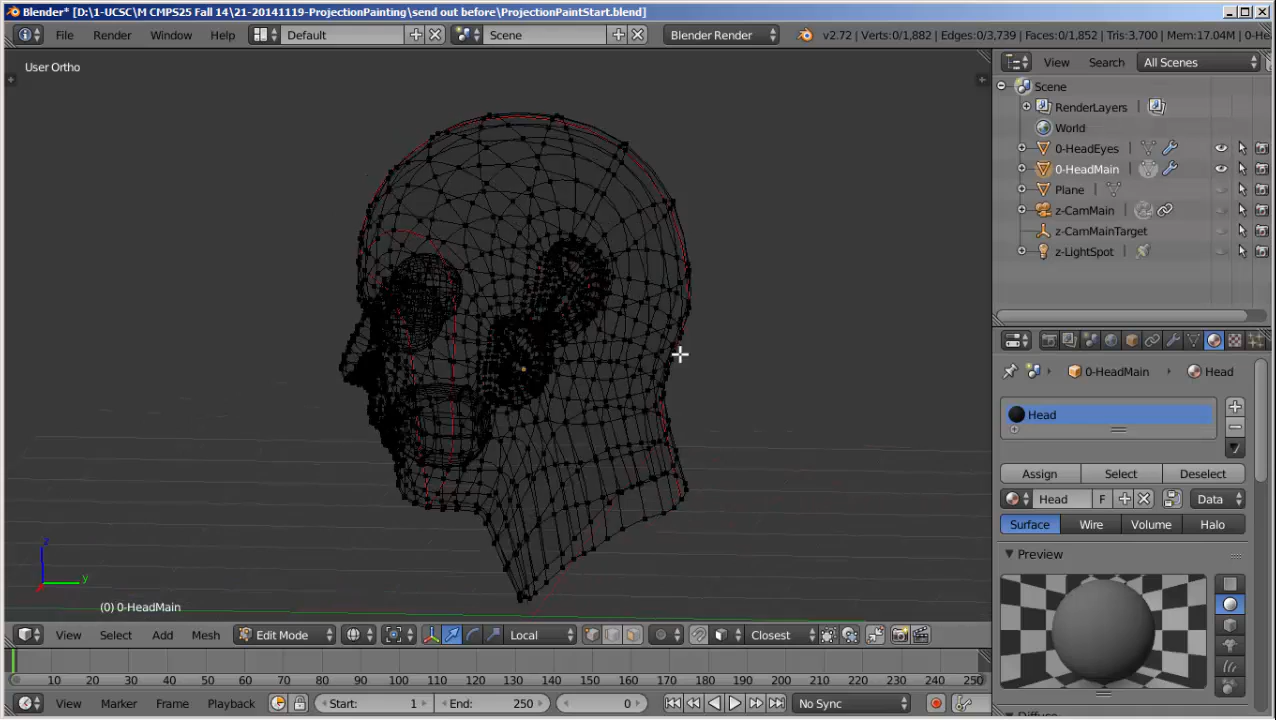 Blender* [D:\1-UCSC\M CMPS25 Fall 14\21-20141119-ProjectionPainting\send out before\ProjectionPaintStart.blend]
File Render Window Help Default Scene Blender Render v2.72 | Verts:0/1,882 | Edges:0/3,739 | Faces:0/1,852 | Tris:3,700 | Mem:17.04M | 0-He
User Ortho
View Search All Scenes
Scene
RenderLayers
World
0-HeadEyes
0-HeadMain
Plane
z-CamMain
z-CamMainTarget
z-LightSpot
0-HeadMain Head
Head
Assign Select Deselect
Head F Data
Surface Wire Volume Halo
Preview
z
y
(0) 0-HeadMain
View Select Add Mesh Edit Mode Local Closest
0 10 20 30 40 50 60 70 80 90 100 110 120 130 140 150 160 170 180 190 200 210 220 230 240 250
View Marker Frame Playback Start: 1 End: 250 0 No Sync